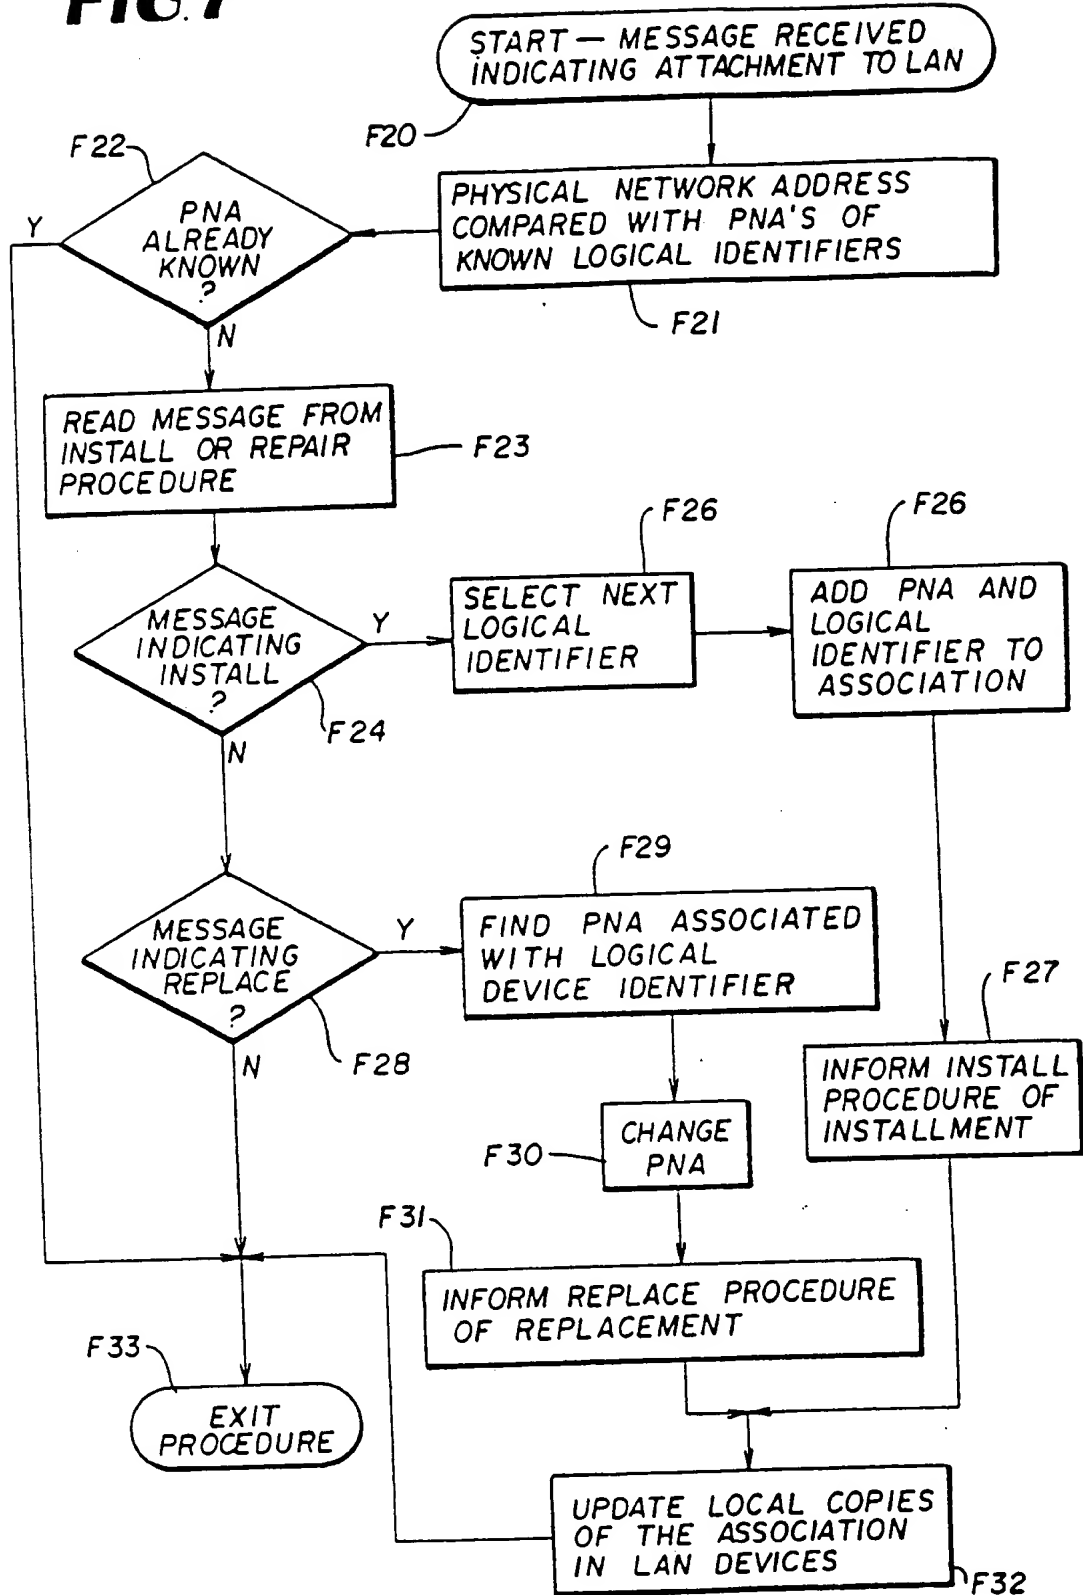 FIG. 7
START — MESSAGE RECEIVED
INDICATING ATTACHMENT TO LAN
F20
F22
PHYSICAL NETWORK ADDRESS
COMPARED WITH PNA'S OF
KNOWN LOGICAL IDENTIFIERS
F21
Y
PNA
ALREADY
KNOWN
?
N
READ MESSAGE FROM
INSTALL OR REPAIR
PROCEDURE
F23
MESSAGE
INDICATING
INSTALL
?
Y
F24
N
F26
SELECT NEXT
LOGICAL
IDENTIFIER
F26
ADD PNA AND
LOGICAL
IDENTIFIER TO
ASSOCIATION
MESSAGE
INDICATING
REPLACE
?
Y
F28
N
F29
FIND PNA ASSOCIATED
WITH LOGICAL
DEVICE IDENTIFIER
F27
INFORM INSTALL
PROCEDURE OF
INSTALLMENT
F30
CHANGE
PNA
F31
INFORM REPLACE PROCEDURE
OF REPLACEMENT
F33
EXIT
PROCEDURE
UPDATE LOCAL COPIES
OF THE ASSOCIATION
IN LAN DEVICES
F32